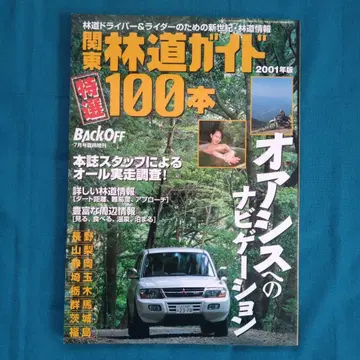 林道ドライバー&ライダーのための新世紀・林道情報
関東林道ガイド
2001年版
特選
100本
BACKOFF
7月号臨時増刊
本誌スタッフによる
オール実走調査!
詳しい林道情報
[ダート距離、難易度、アプローチ]
豊富な周辺情報
[見る、食べる、温泉、泊まる]
オアシスへの
ナビゲーション
長野
山梨
静岡
埼玉
栃木
群馬
茨城
福島